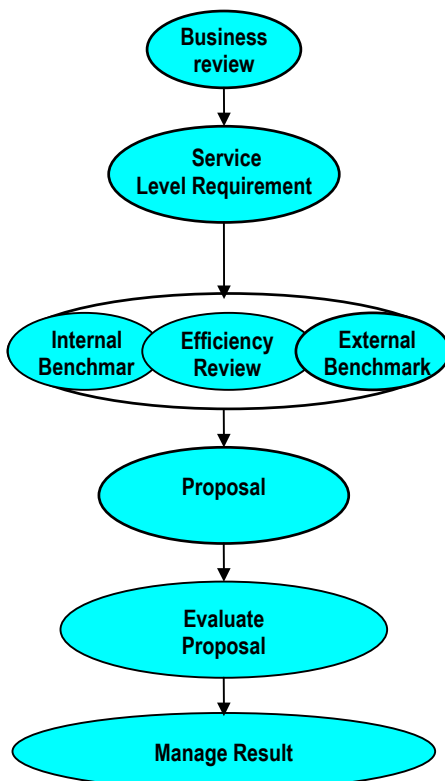 Business
review
Service
Level Requirement
Internal
Benchmar
Efficiency
Review
External
Benchmark
Proposal
Evaluate
Proposal
Manage Result